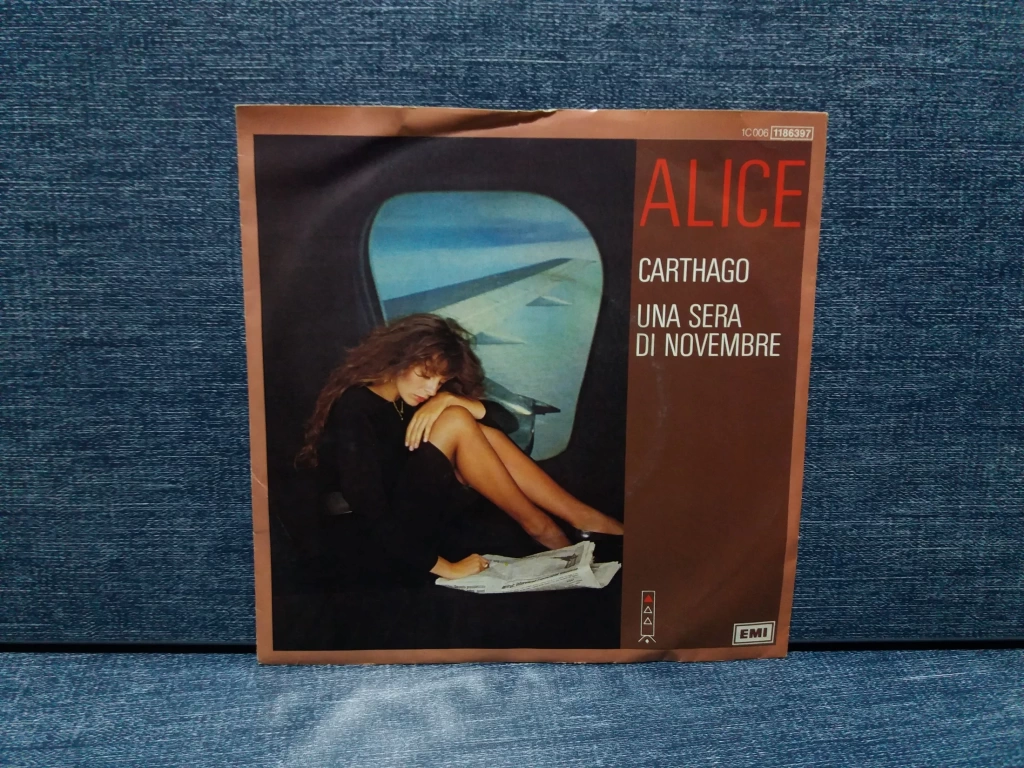 1C 006 1186397
ALICE
CARTHAGO
UNA SERA
DI NOVEMBRE
EMI